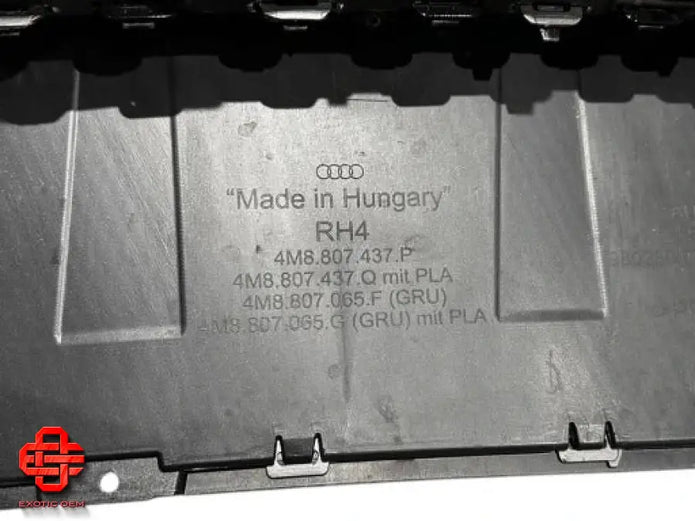 "Made in Hungary"
RH4
4M8.807.437.P
4M8.807.437.Q mit PLA
4M8.807.065.F (GRU)
4M8.807.065.G (GRU) mit PLA
EXOTIC OEM